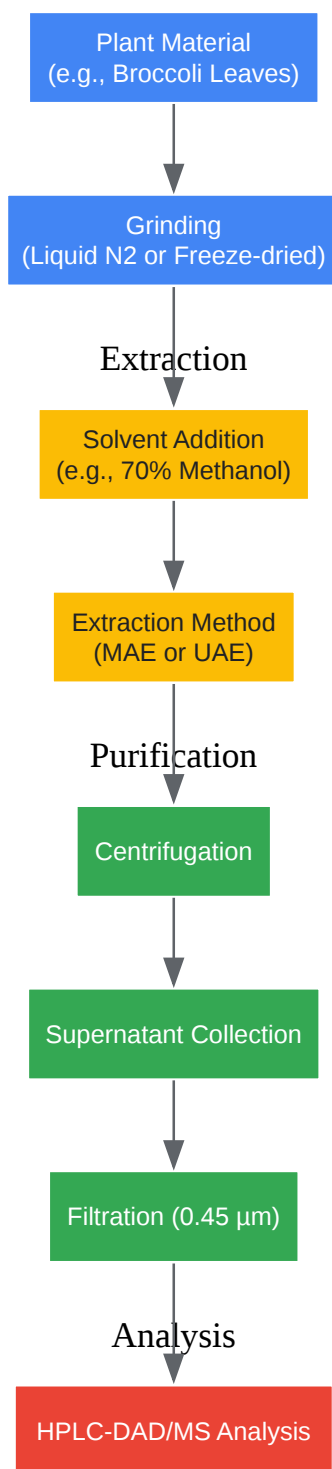 Plant Material
(e.g., Broccoli Leaves)
Grinding
(Liquid N2 or Freeze-dried)
Extraction
Solvent Addition
(e.g., 70% Methanol)
Extraction Method
(MAE or UAE)
Purification
Centrifugation
Supernatant Collection
Filtration (0.45 µm)
Analysis
HPLC-DAD/MS Analysis